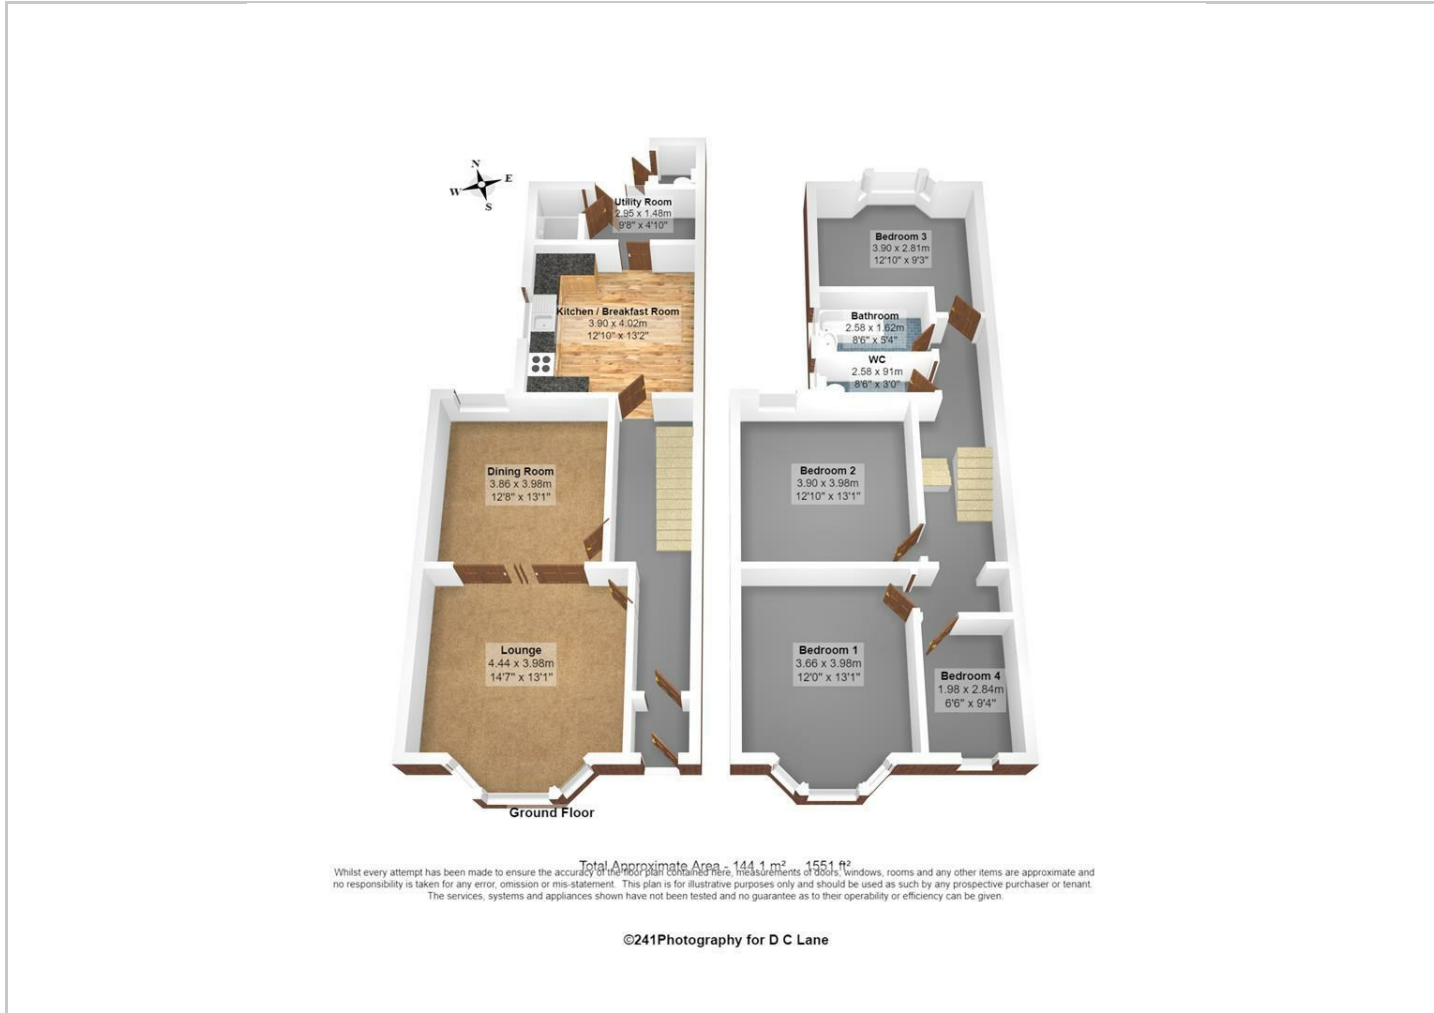 N
W
E
S
Utility Room
2.95 x 1.48m
9'8" x 4'10"
Kitchen / Breakfast Room
3.90 x 4.02m
12'10" x 13'2"
Dining Room
3.86 x 3.98m
12'8" x 13'1"
Lounge
4.44 x 3.98m
14'7" x 13'1"
Ground Floor
Bedroom 3
3.90 x 2.81m
12'10" x 9'3"
Bathroom
2.58 x 1.62m
8'6" x 5'4"
WC
2.58 x 91m
8'6" x 3'0"
Bedroom 2
3.90 x 3.98m
12'10" x 13'1"
Bedroom 1
3.66 x 3.98m
12'0" x 13'1"
Bedroom 4
1.98 x 2.84m
6'6" x 9'4"
Total Approximate Area - 144.1 m² 1551 ft²
Whilst every attempt has been made to ensure the accuracy of the floor plan contained here, measurements of doors, windows, rooms and any other items are approximate and
no responsibility is taken for any error, omission or mis-statement. This plan is for illustrative purposes only and should be used as such by any prospective purchaser or tenant.
The services, systems and appliances shown have not been tested and no guarantee as to their operability or efficiency can be given.
©241Photography for D C Lane